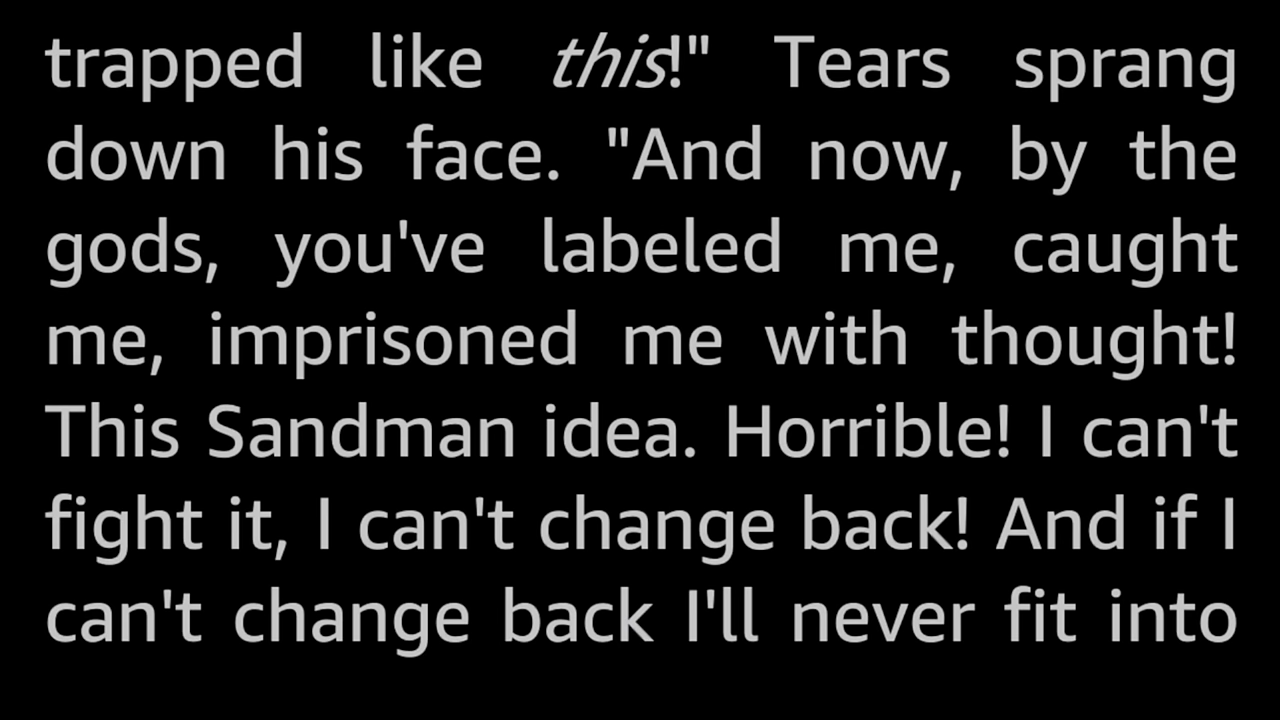 trapped like this!" Tears sprang
down his face. "And now, by the
gods, you've labeled me, caught
me, imprisoned me with thought!
This Sandman idea. Horrible! I can't
fight it, I can't change back! And if I
can't change back I'll never fit into